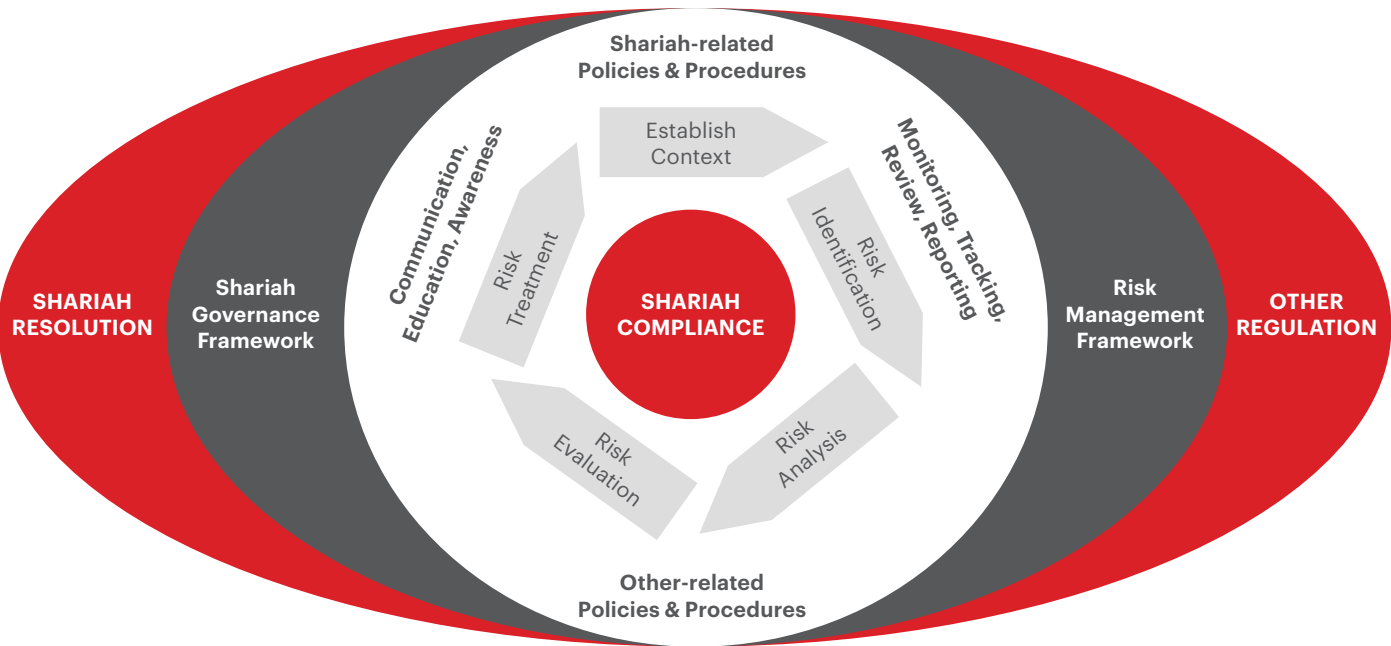 Shariah-related
Policies & Procedures
Establish
Context
Communication,
Education, Awareness
Monitoring, Tracking,
Review, Reporting
Risk
Identification
Risk
Treatment
SHARIAH
RESOLUTION
Shariah
Governance
Framework
SHARIAH
COMPLIANCE
Risk
Management
Framework
OTHER
REGULATION
Risk
Evaluation
Risk
Analysis
Other-related
Policies & Procedures